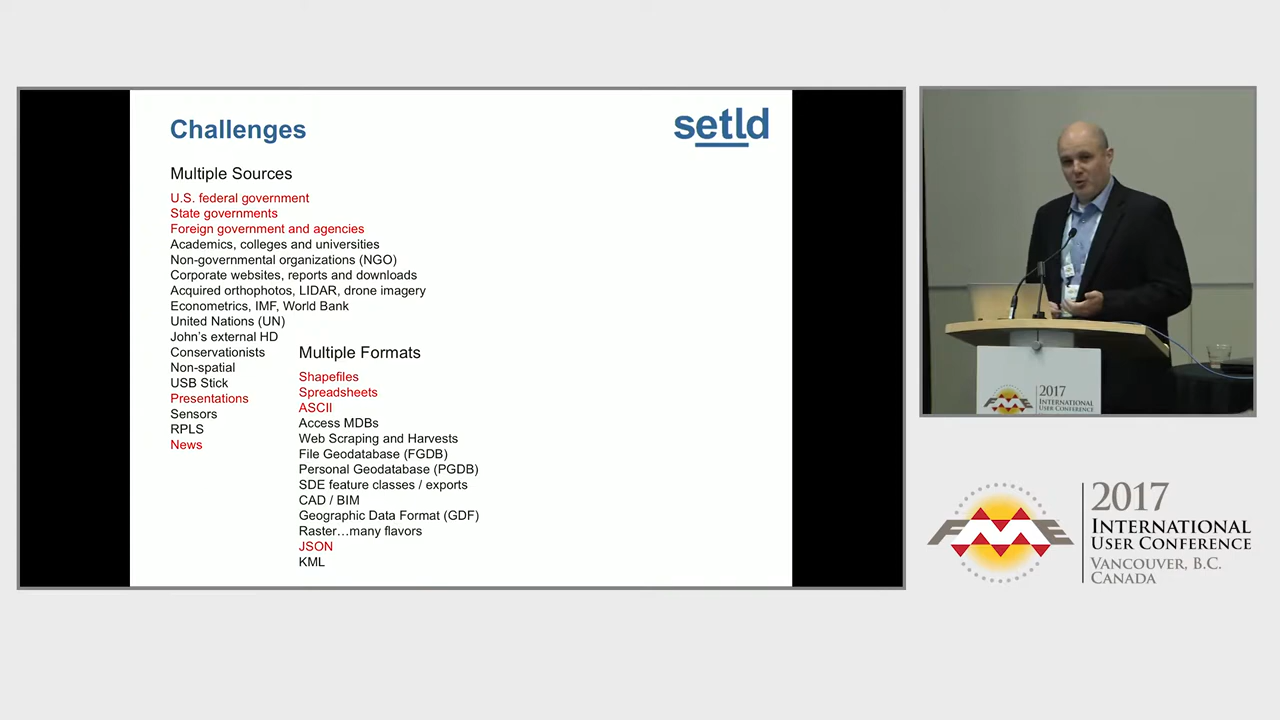 Challenges
setld
Multiple Sources
U.S. federal government
State governments
Foreign government and agencies
Academics, colleges and universities
Non-governmental organizations (NGO)
Corporate websites, reports and downloads
Acquired orthophotos, LIDAR, drone imagery
Econometrics, IMF, World Bank
United Nations (UN)
John's external HD
Conservationists
Non-spatial
USB Stick
Presentations
Sensors
RPLS
News
Multiple Formats
Shapefiles
Spreadsheets
ASCII
Access MDBs
Web Scraping and Harvests
File Geodatabase (FGDB)
Personal Geodatabase (PGDB)
SDE feature classes / exports
CAD / BIM
Geographic Data Format (GDF)
Raster…many flavors
JSON
KML
FME
2017
INTERNATIONAL
USER CONFERENCE
FME
2017
INTERNATIONAL
USER CONFERENCE
VANCOUVER, B.C.
CANADA